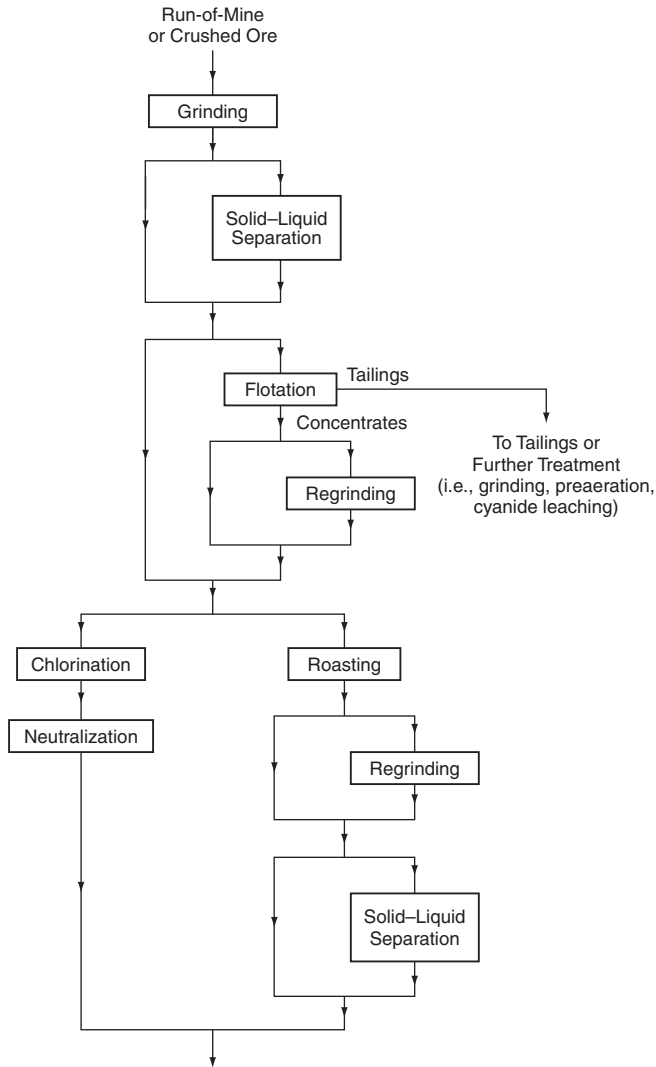 Run-of-Mine
or Crushed Ore
Grinding
Solid–Liquid
Separation
Flotation
Tailings
Concentrates
To Tailings or
Further Treatment
(i.e., grinding, preaeration,
cyanide leaching)
Regrinding
Chlorination
Roasting
Neutralization
Regrinding
Solid–Liquid
Separation